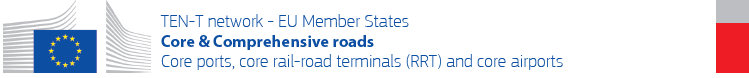 TEN-T network - EU Member States
Core & Comprehensive roads
Core ports, core rail-road terminals (RRT) and core airports